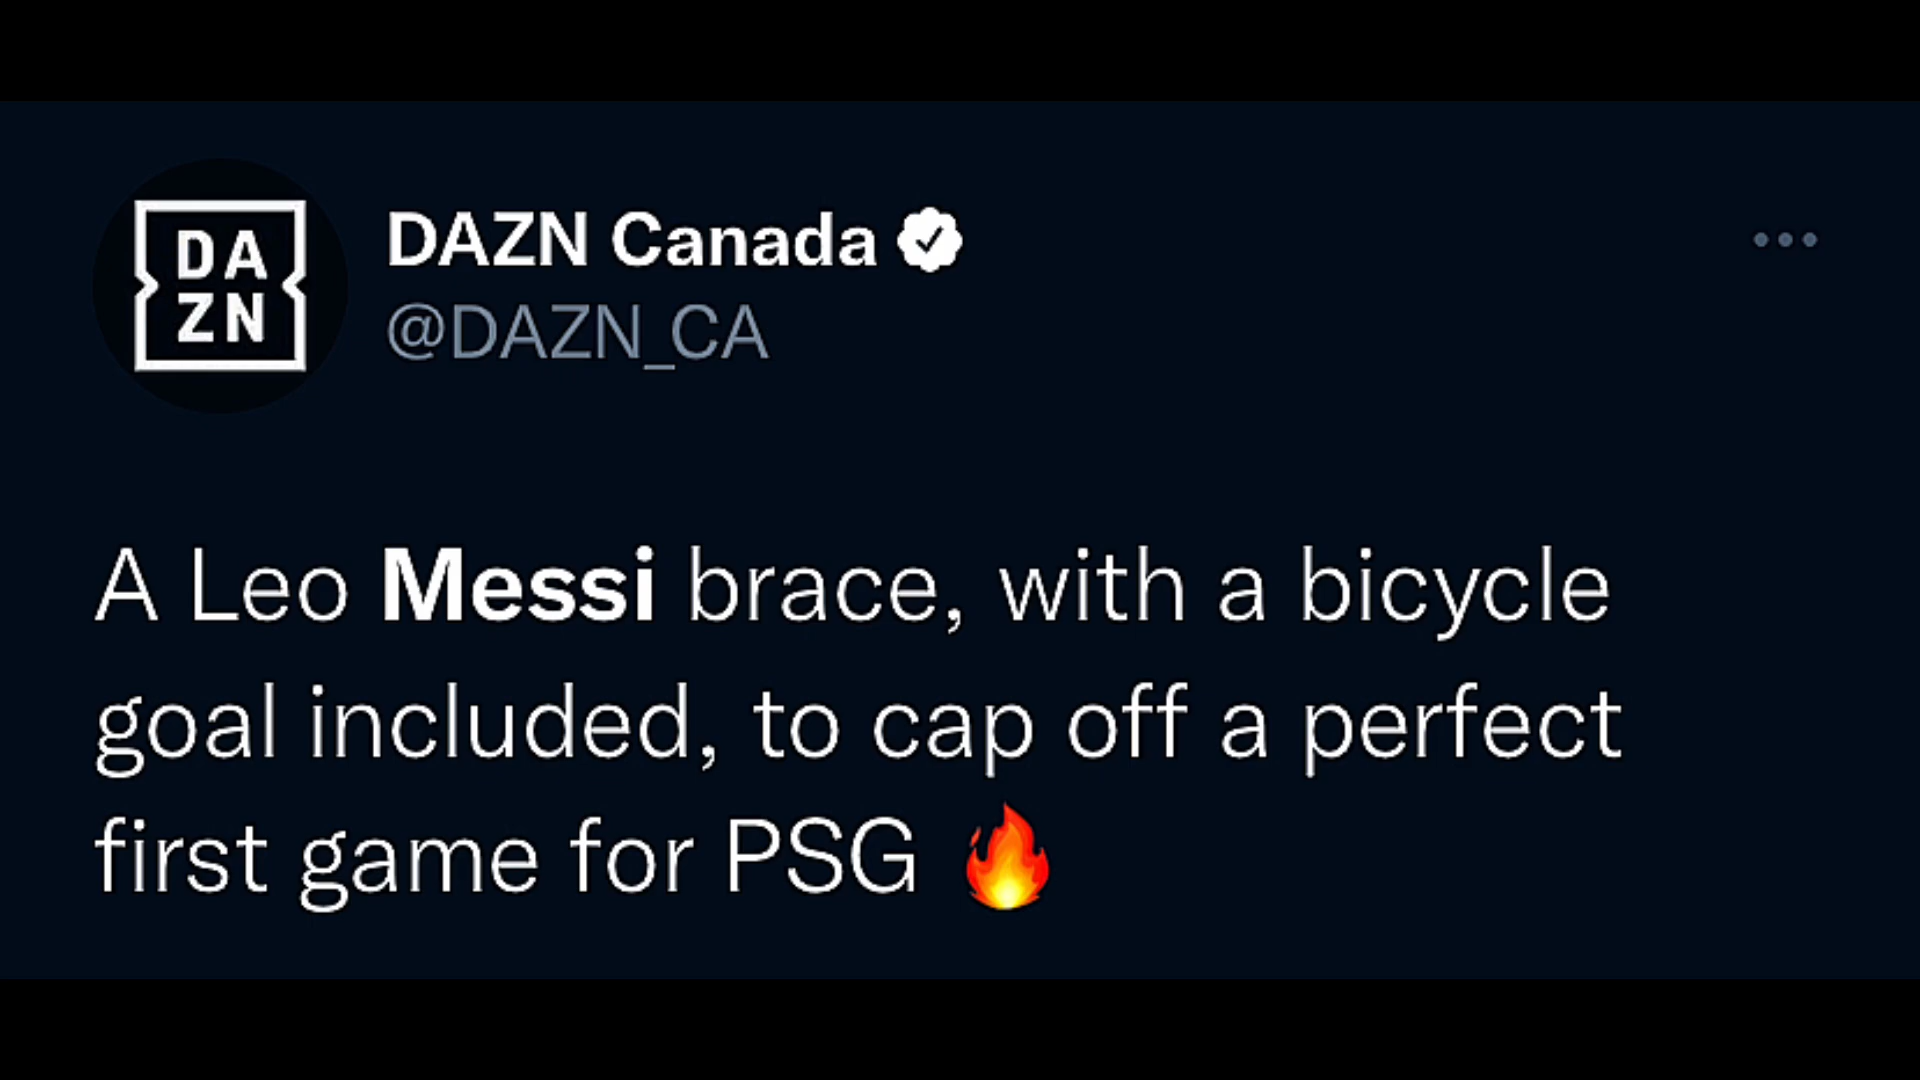 DA
ZN
DAZN Canada
@DAZN_CA
A Leo Messi brace, with a bicycle
goal included, to cap off a perfect
first game for PSG 🔥